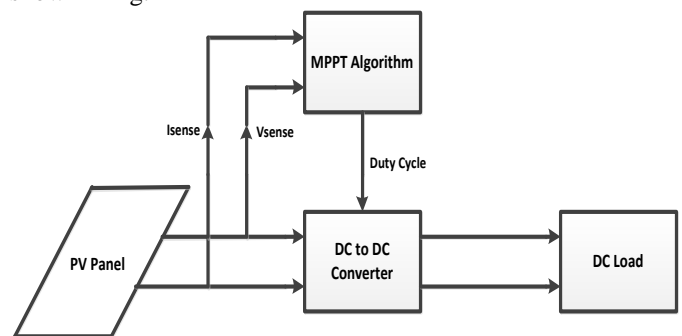 MPPT Algorithm
Isense
Vsense
Duty Cycle
PV Panel
DC to DC
Converter
DC Load